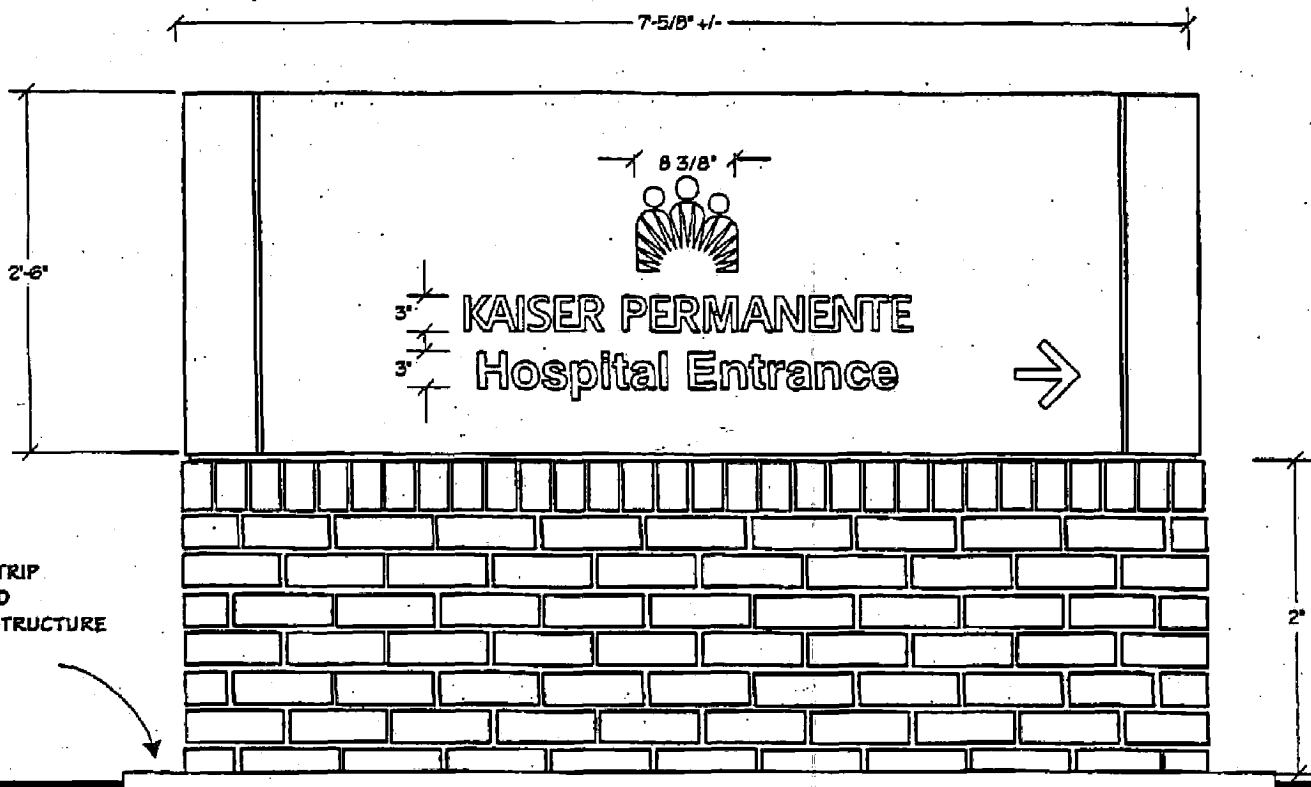 7'-5/8" +/-
8 3/8"
2'-6"
3"
KAISER PERMANENTE
3"
Hospital Entrance
TRIP
D
TRUCTURE
2"